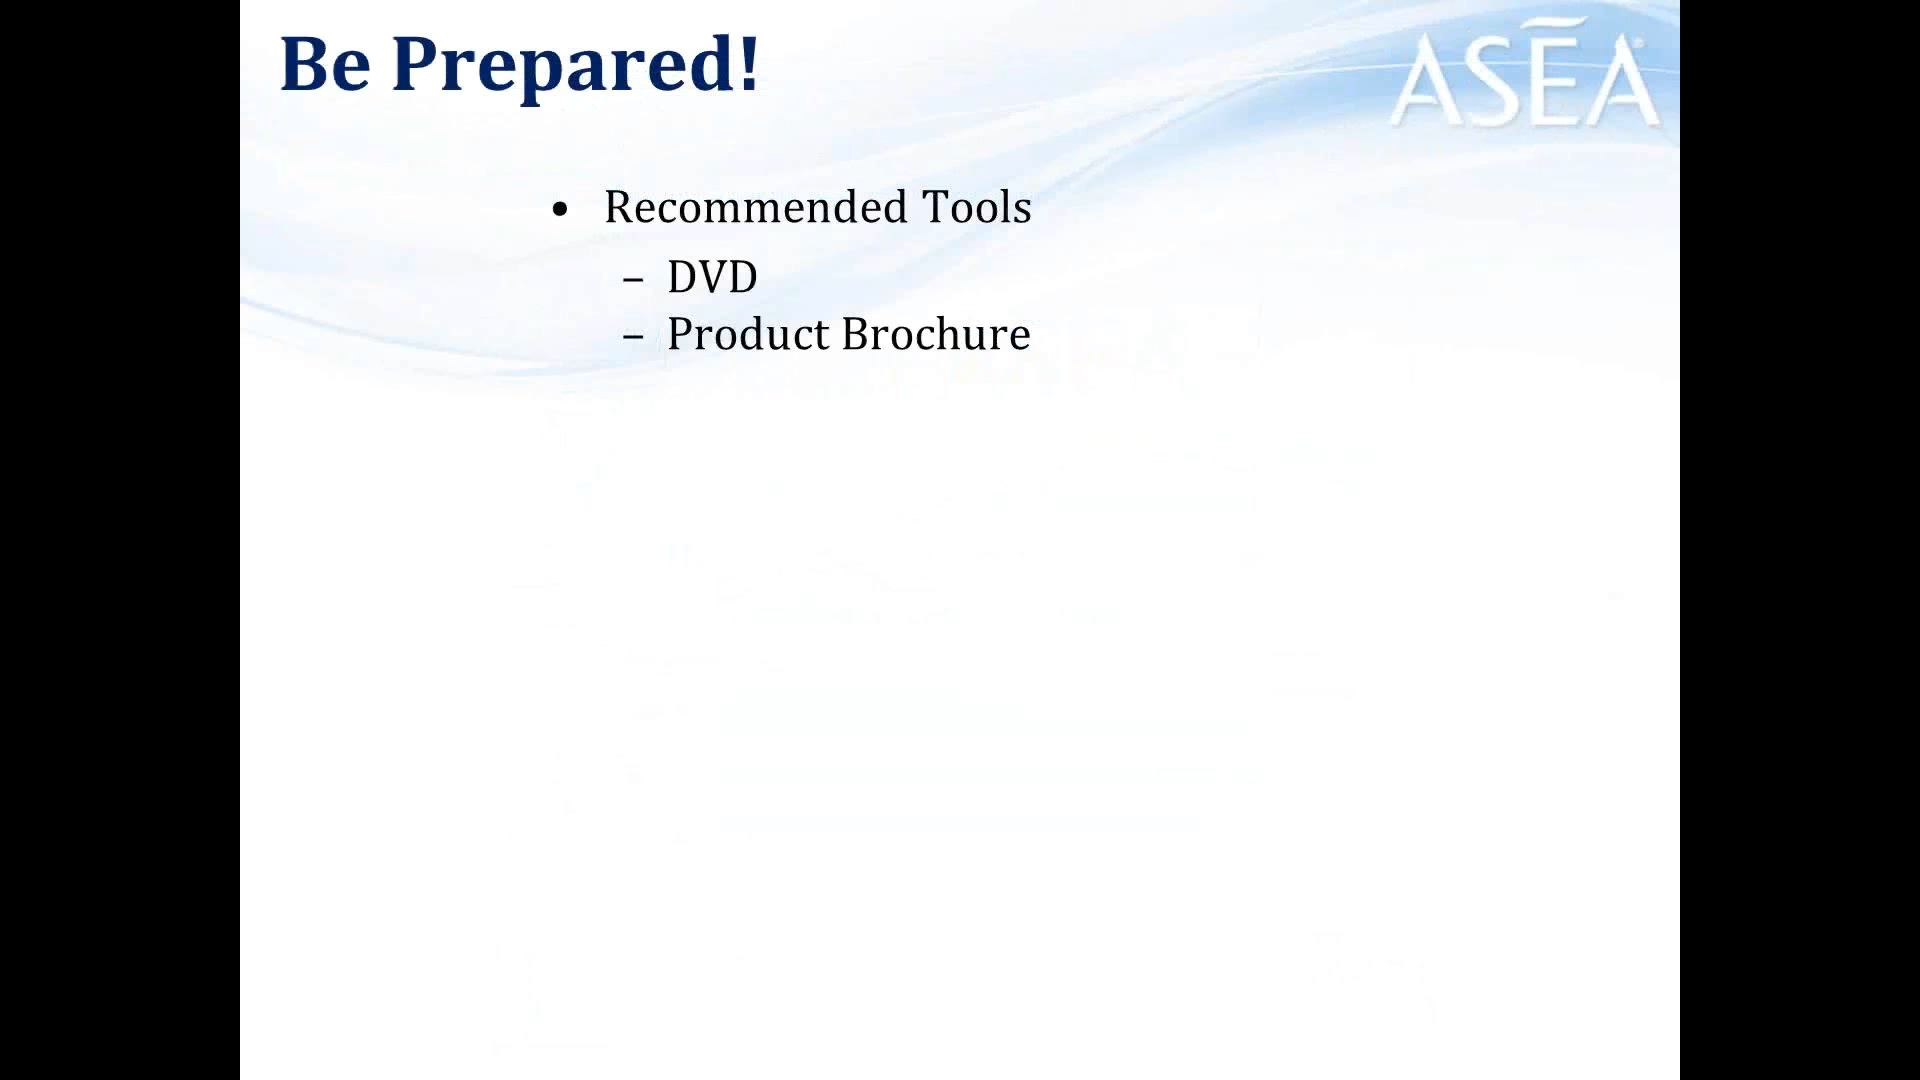 Be Prepared!
ASEA®
• Recommended Tools
– DVD
– Product Brochure